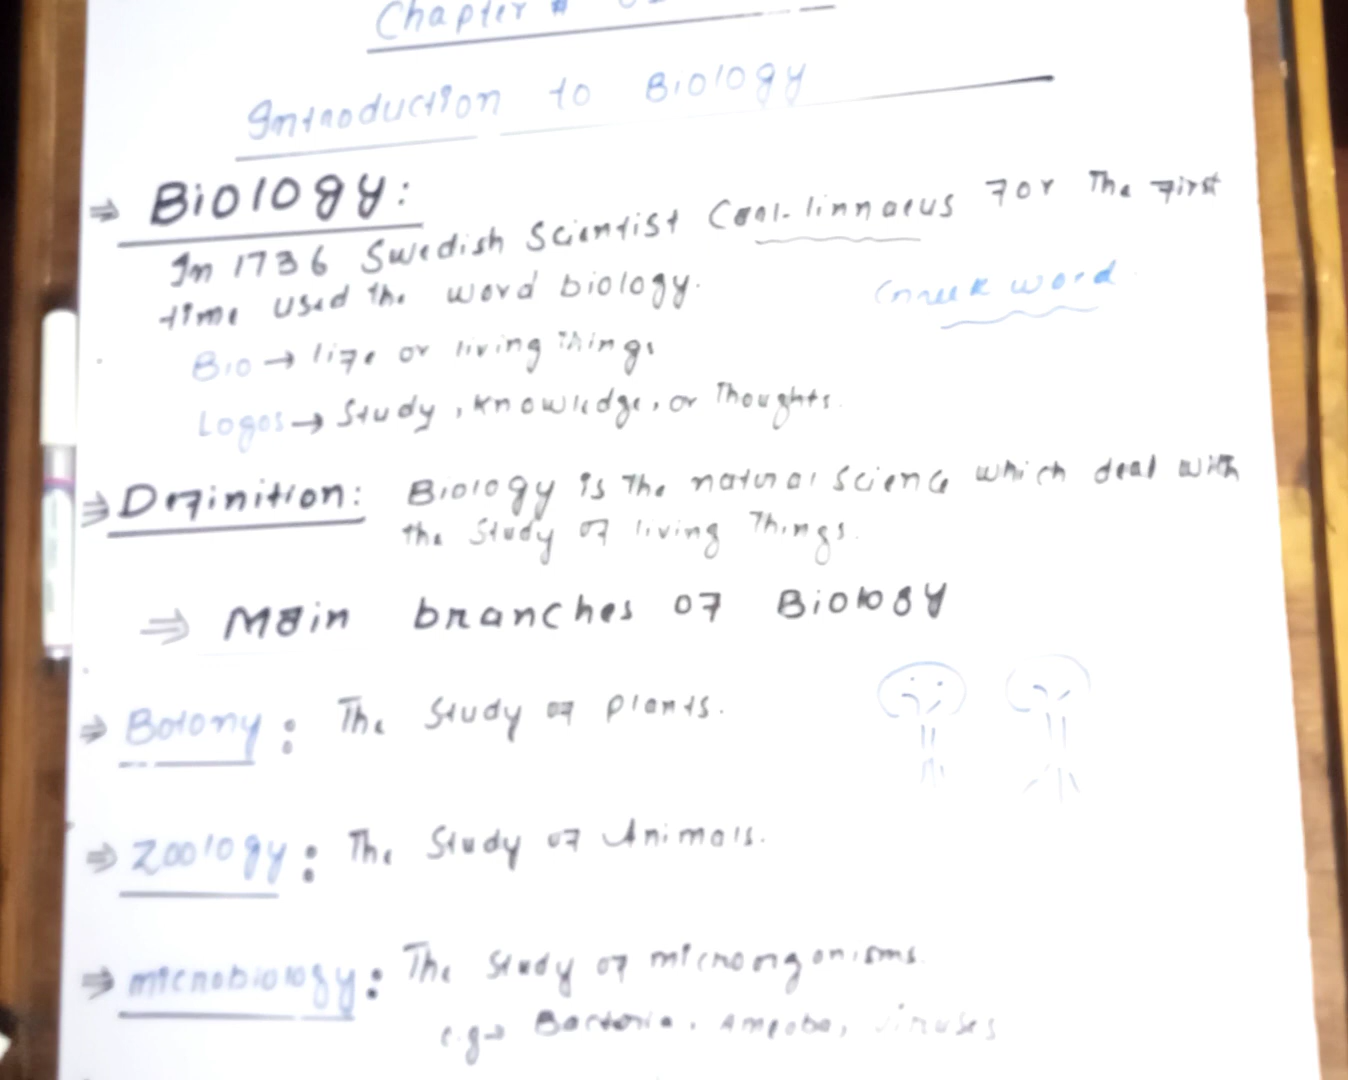 Chapter #
Introduction to Biology
⇒ Biology:
In 1736 Swedish Scientist Carl-linnaeus For The First
time used the word biology.
Greek word
Bio → life or living things
Logos → Study, Knowledge, or Thoughts.
⇒ Definition: Biology is The natural Science which deal with
the Study of living Things.
⇒ Main branches of Biology
⇒ Botony: The Study of Plants.
⇒ Zoology: The Study of Animals.
⇒ microbiology: The Study of microorganisms.
e.g → Bacteria, Ameoba, Viruses